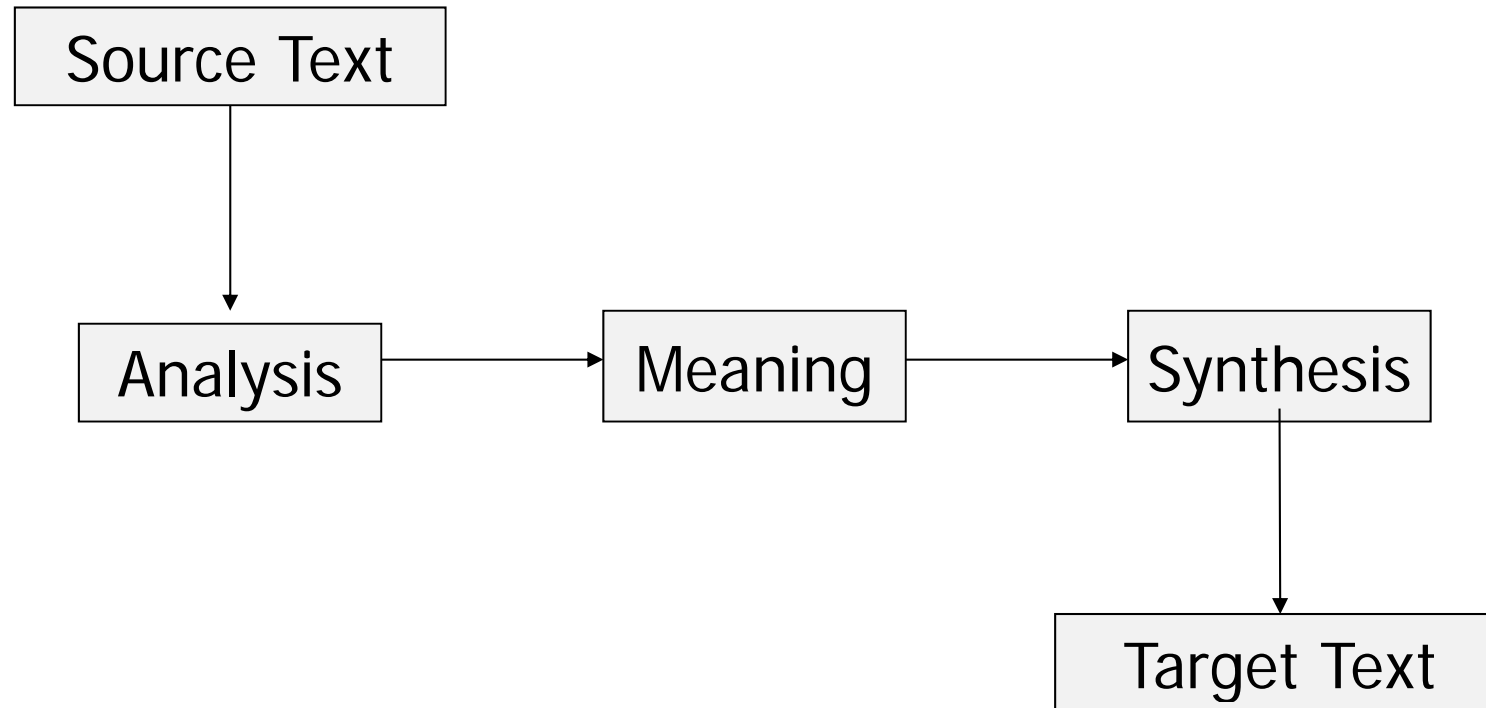 Source Text
Analysis
Meaning
Synthesis
Target Text